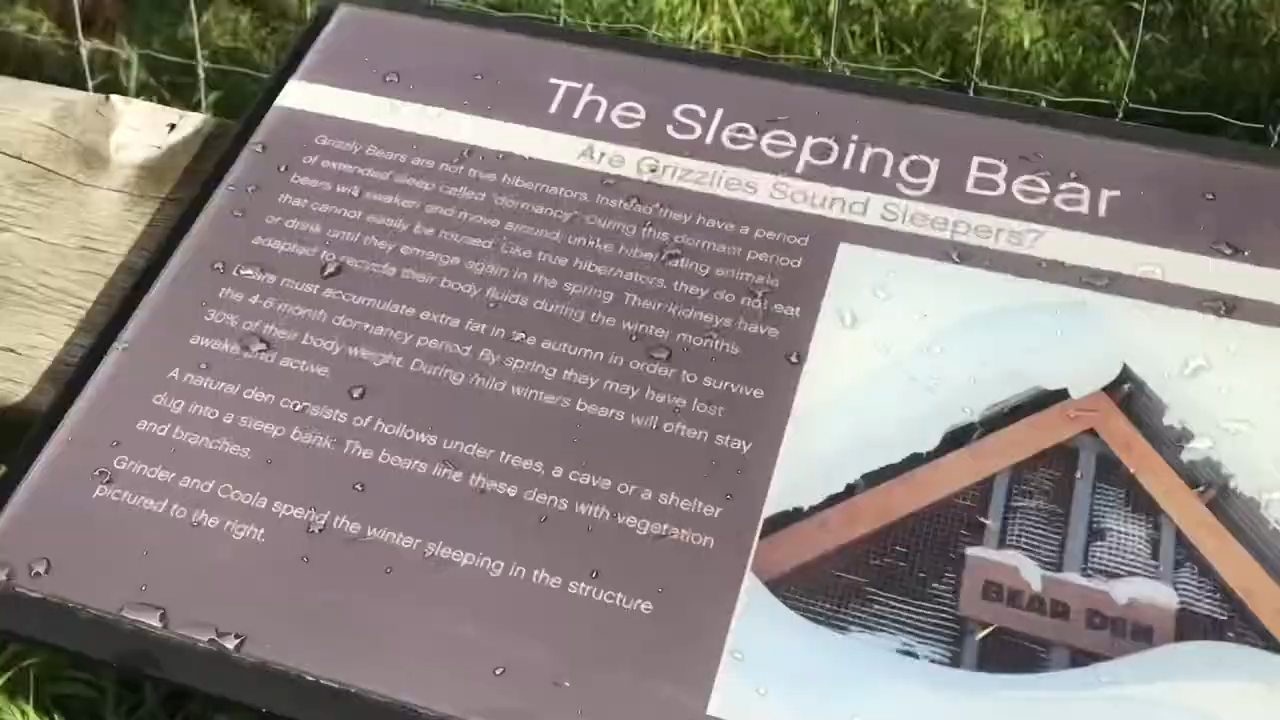 The Sleeping Bear
Are Grizzlies Sound Sleepers?
Grizzly Bears are not true hibernators. Instead they have a period
of extended sleep called "dormancy". During this dormant period
bears will awaken and move around, unlike hibernating animals
that cannot easily be roused. Like true hibernators, they do not eat
or drink until they emerge again in the spring. Their kidneys have
adapted to recycle their body fluids during the winter months.
Bears must accumulate extra fat in the autumn in order to survive
the 4-6 month dormancy period. By spring they may have lost
30% of their body weight. During mild winters bears will often stay
awake and active.
A natural den consists of hollows under trees, a cave or a shelter
dug into a steep bank. The bears line these dens with vegetation
and branches.
Grinder and Coola spend the winter sleeping in the structure
pictured to the right.
BEAR DEN